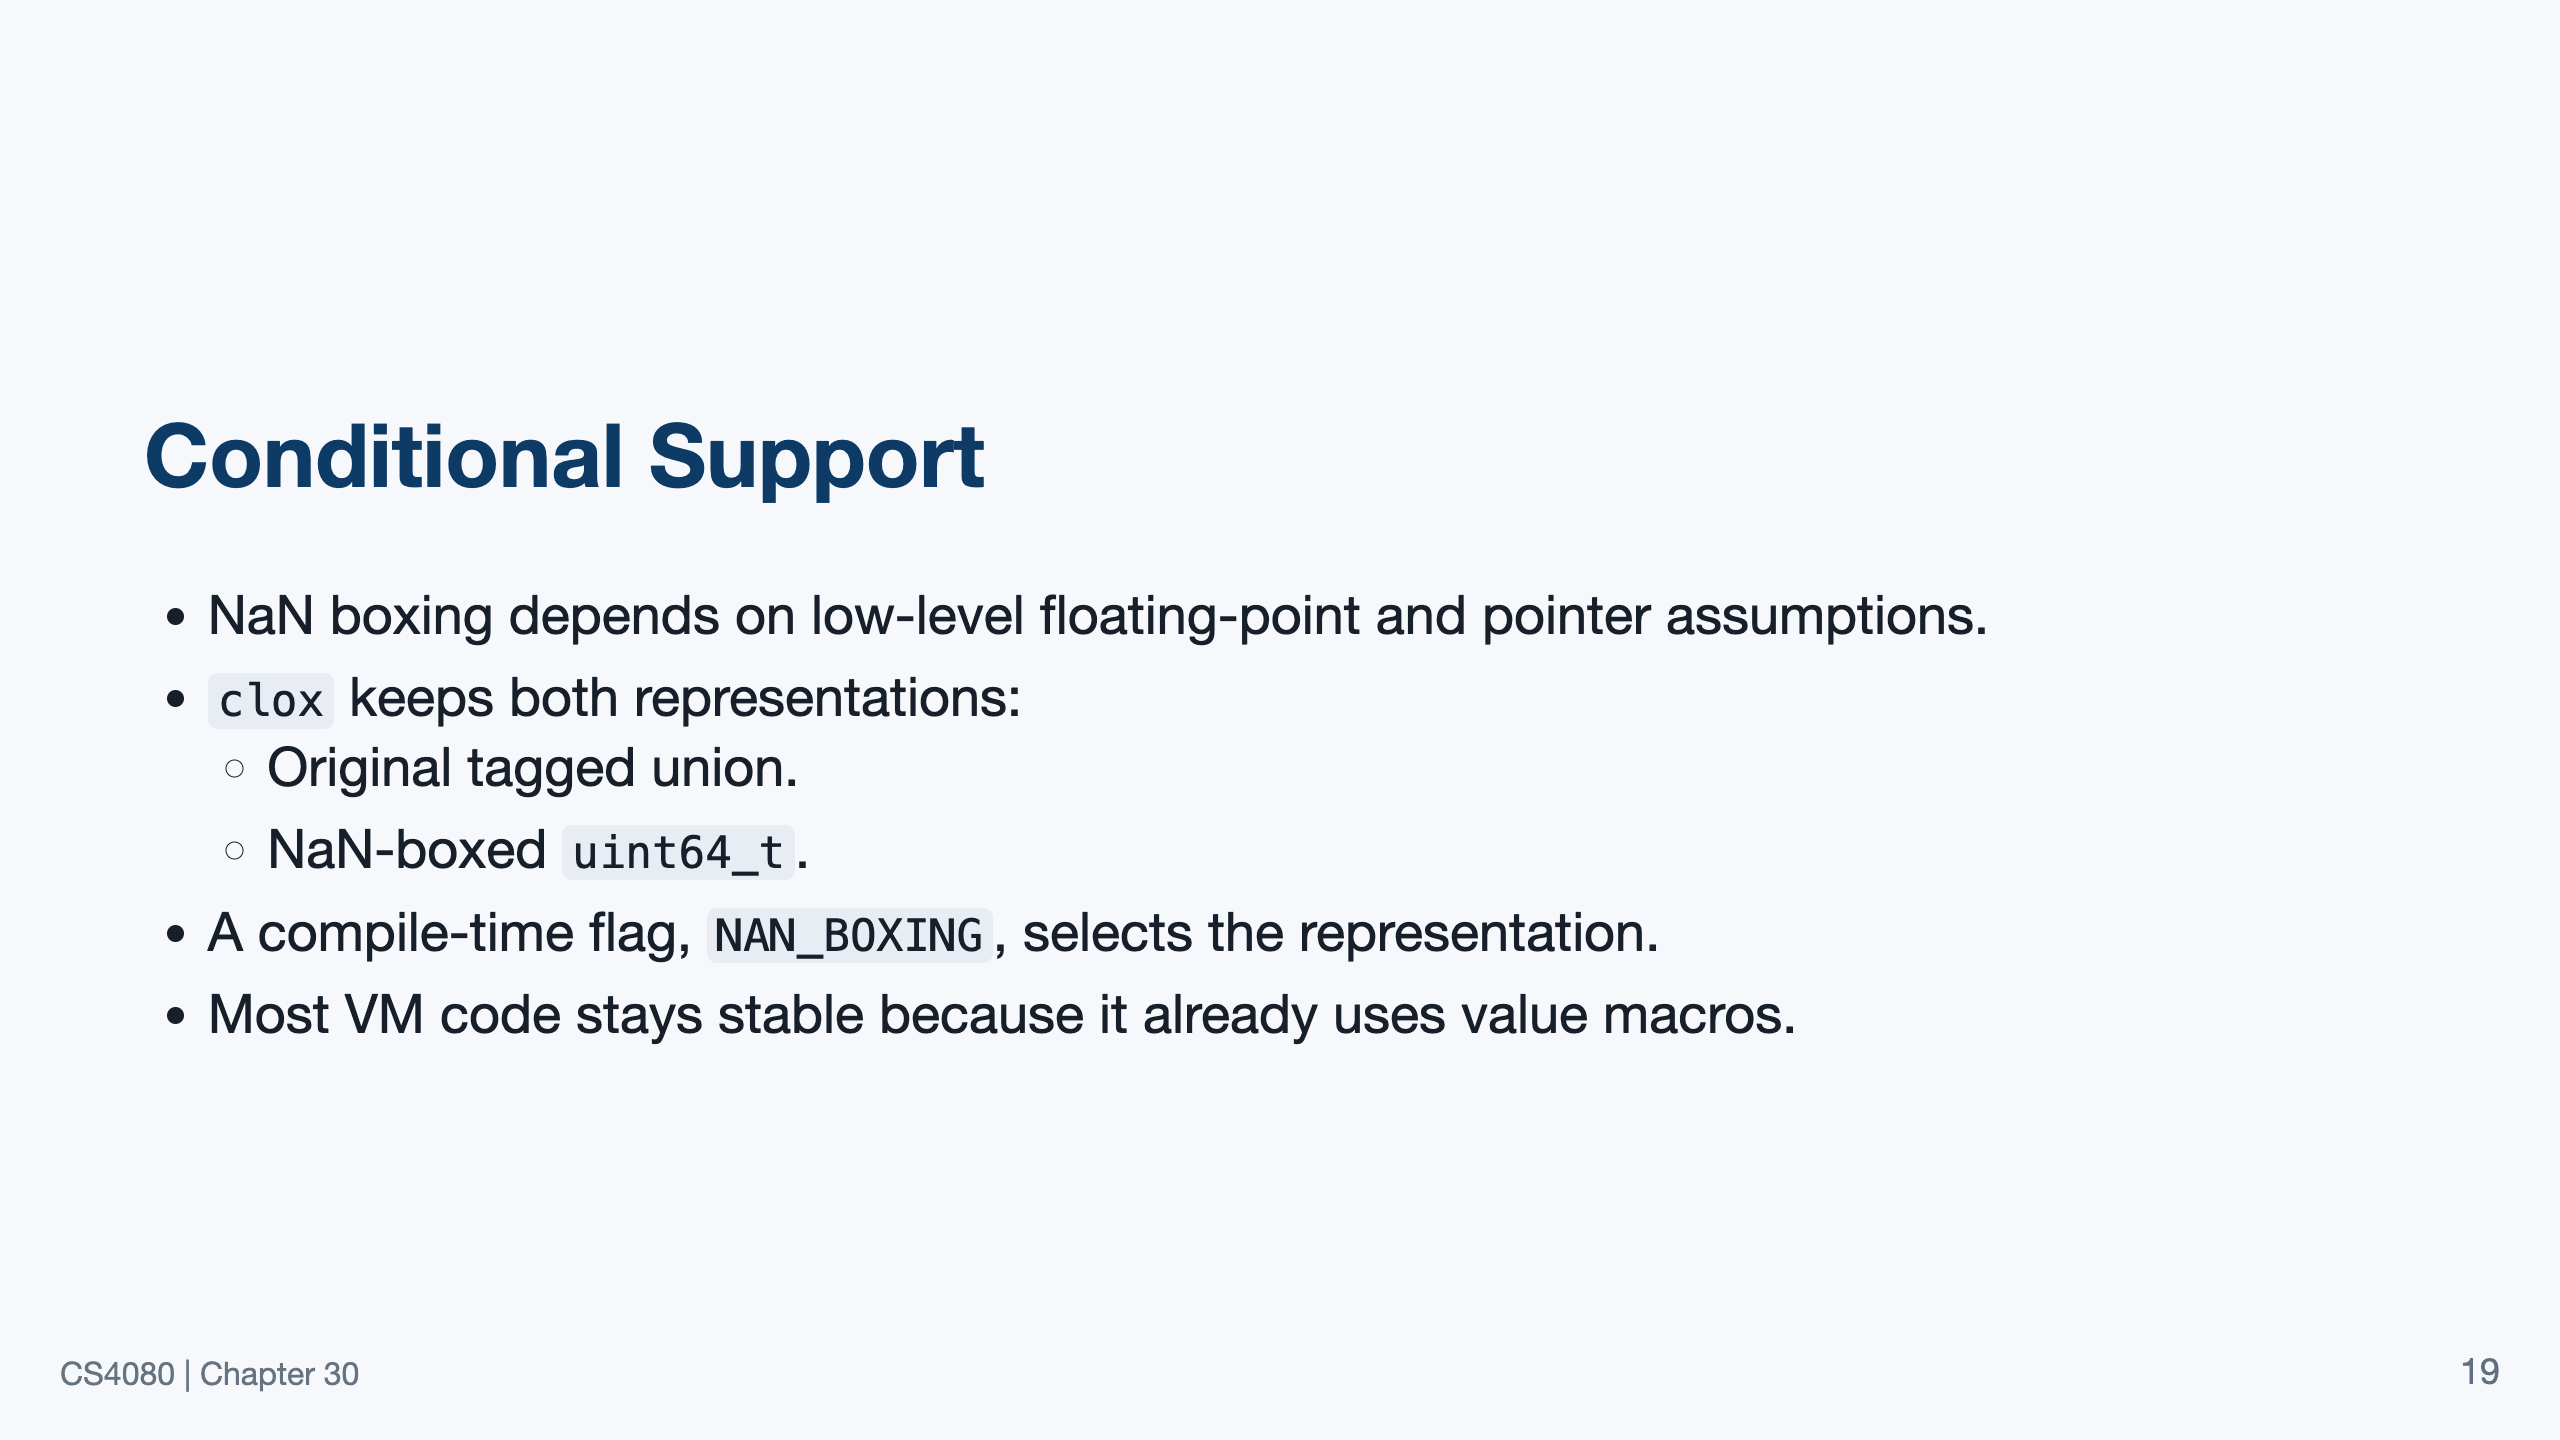 Conditional Support
• NaN boxing depends on low-level floating-point and pointer assumptions.
• clox keeps both representations:
○ Original tagged union.
○ NaN-boxed uint64_t.
• A compile-time flag, NAN_BOXING, selects the representation.
• Most VM code stays stable because it already uses value macros.
CS4080 | Chapter 30
19